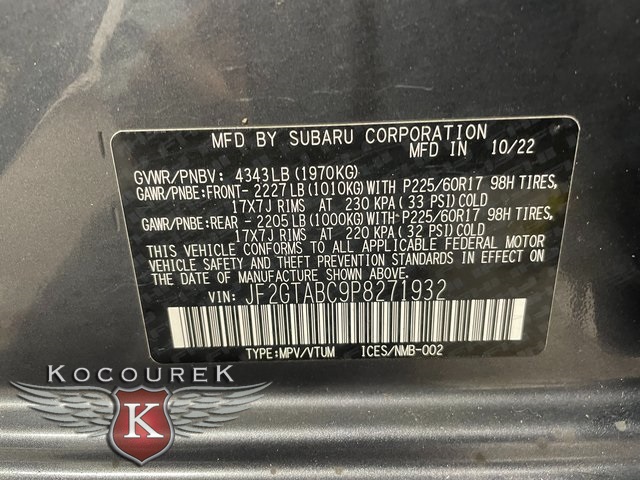 MFD BY SUBARU CORPORATION
MFD IN 10/22
GVWR/PNBV: 4343LB (1970KG)
GAWR/PNBE:FRONT- 2227LB (1010KG)WITH P225/60R17 98H TIRES,
17X7J RIMS AT 230 KPA (33 PSI)COLD
GAWR/PNBE:REAR - 2205LB (1000KG)WITH P225/60R17 98H TIRES,
17X7J RIMS AT 220 KPA (32 PSI)COLD
THIS VEHICLE CONFORMS TO ALL APPLICABLE FEDERAL MOTOR
VEHICLE SAFETY AND THEFT PREVENTION STANDARDS IN EFFECT ON
THE DATE OF MANUFACTURE SHOWN ABOVE.
VIN: JF2GTABC9P8271932
TYPE:MPV/VTUM ICES/NMB-002
KOCOUREK
K